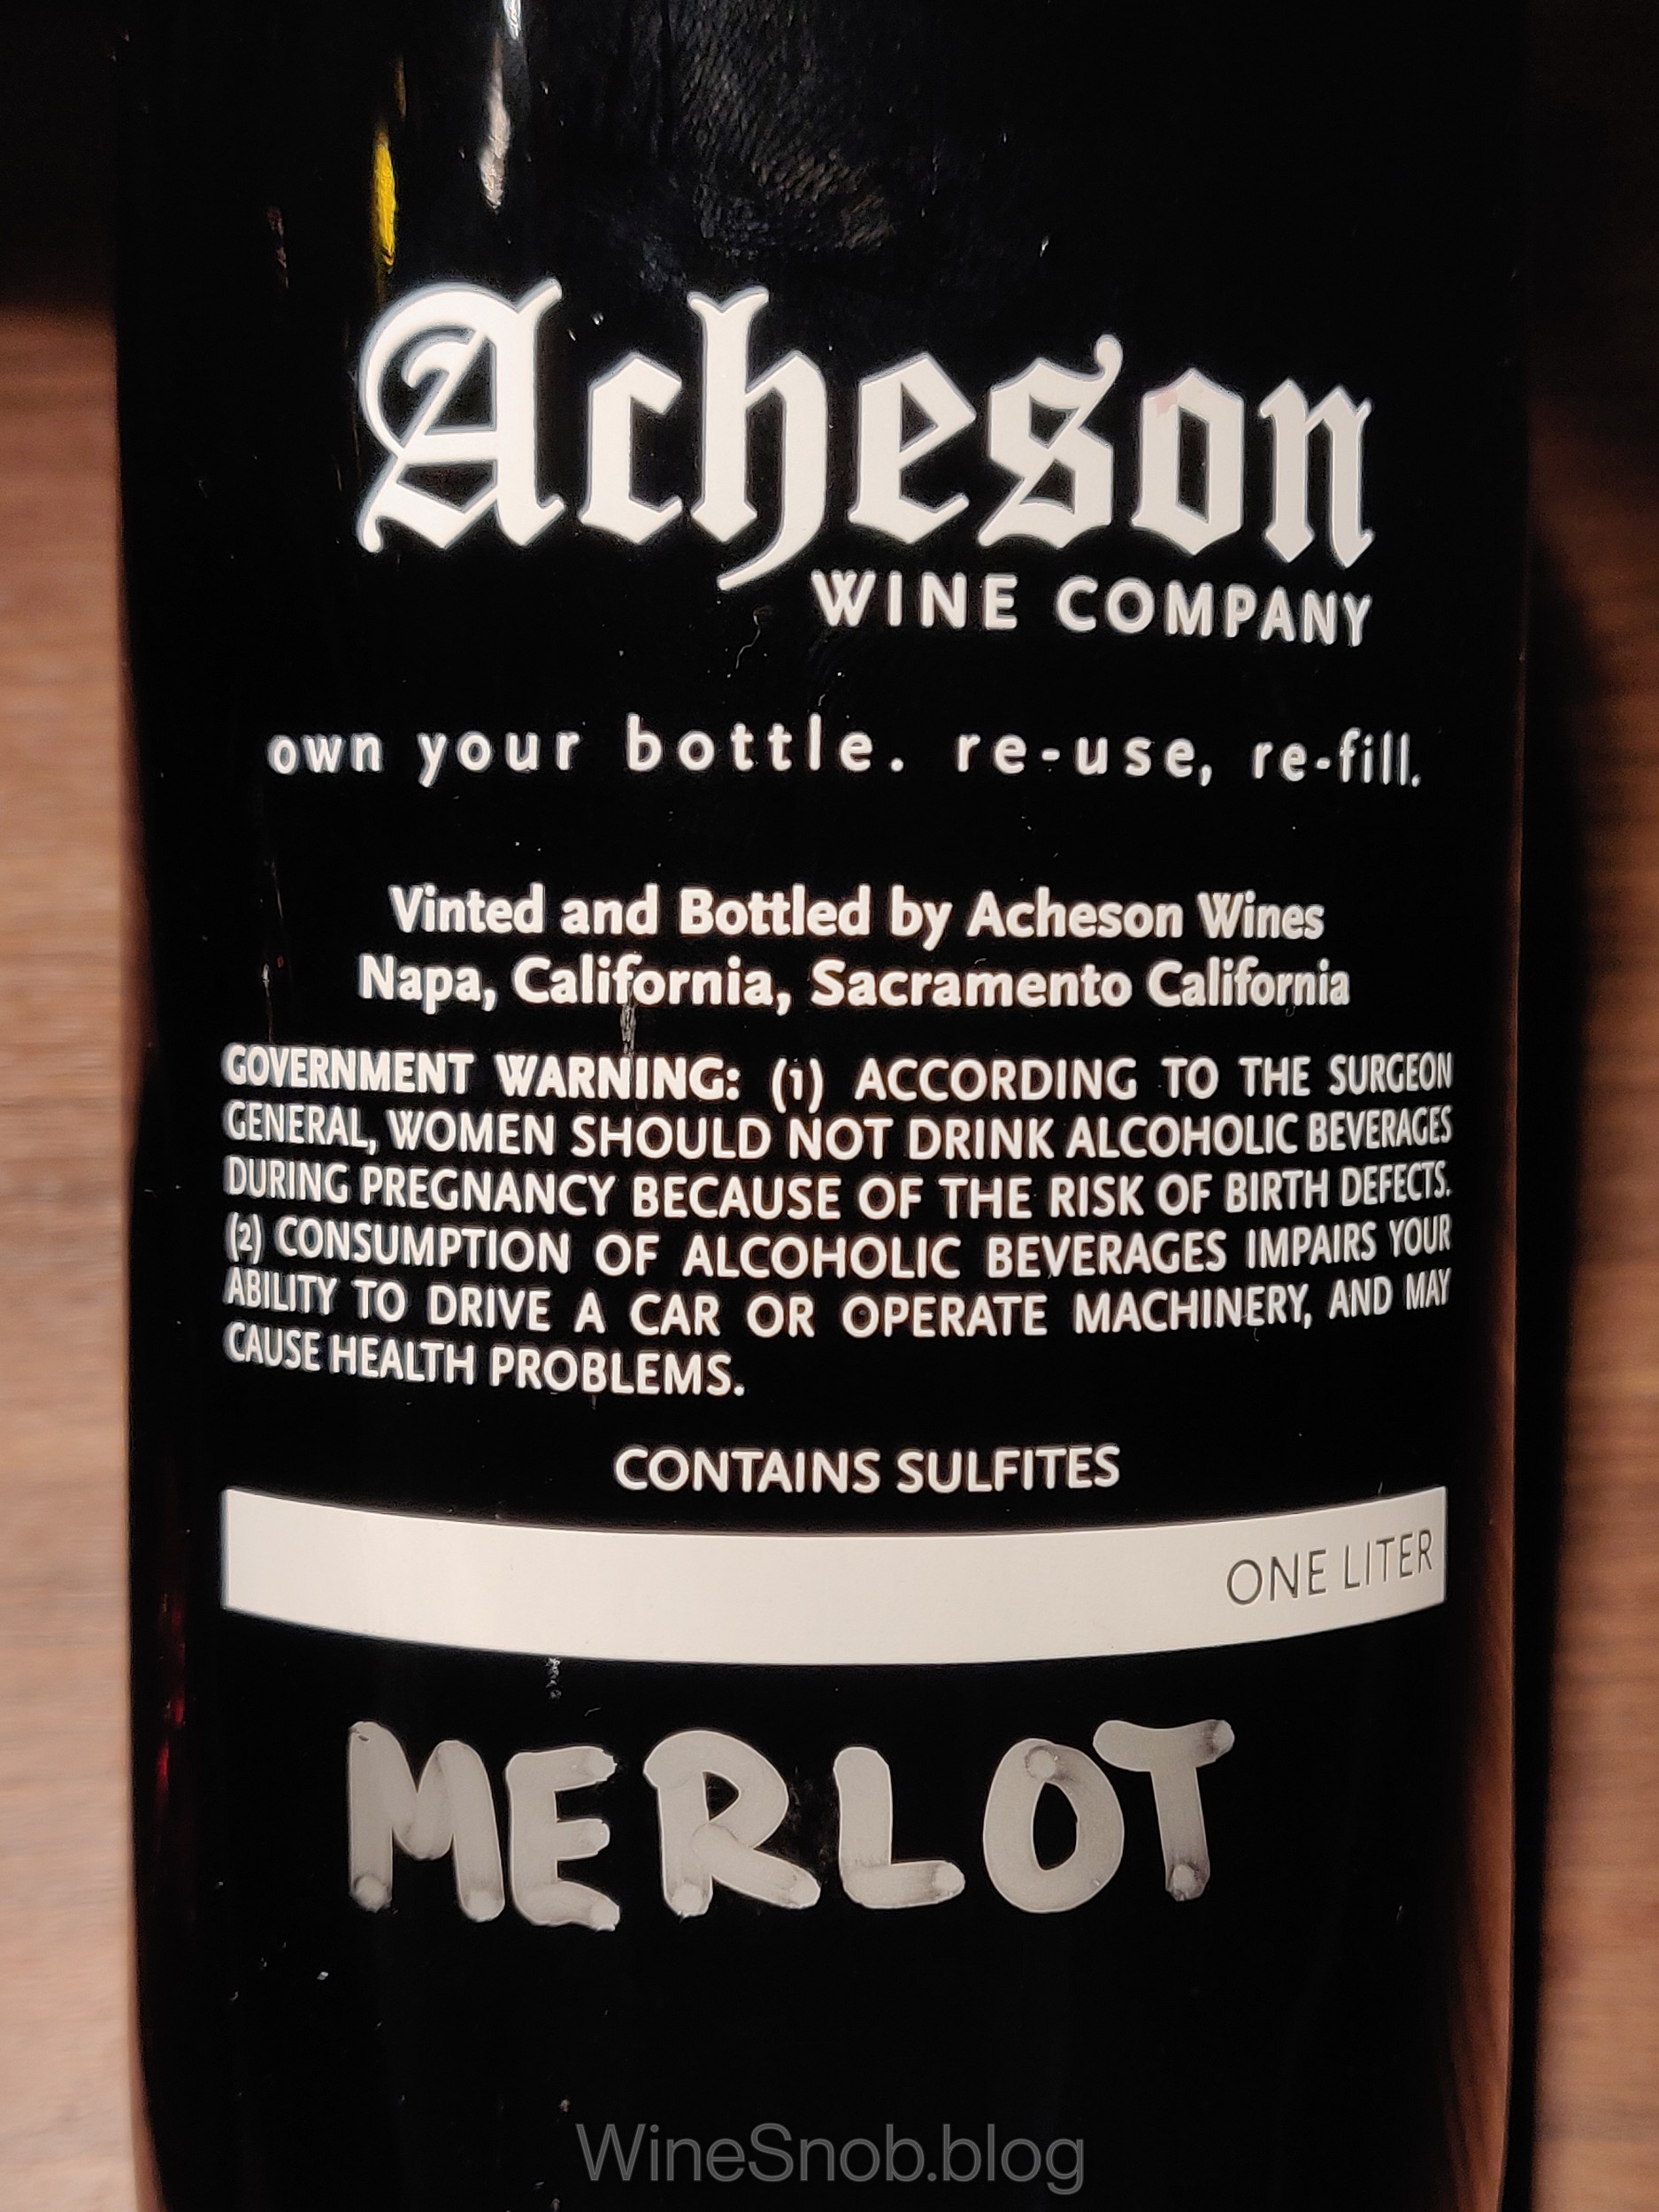 Acheson
WINE COMPANY
own your bottle. re-use, re-fill.
Vinted and Bottled by Acheson Wines
Napa, California, Sacramento California
GOVERNMENT WARNING: (1) ACCORDING TO THE SURGEON
GENERAL, WOMEN SHOULD NOT DRINK ALCOHOLIC BEVERAGES
DURING PREGNANCY BECAUSE OF THE RISK OF BIRTH DEFECTS.
(2) CONSUMPTION OF ALCOHOLIC BEVERAGES IMPAIRS YOUR
ABILITY TO DRIVE A CAR OR OPERATE MACHINERY, AND MAY
CAUSE HEALTH PROBLEMS.
CONTAINS SULFITES
ONE LITER
MERLOT
WineSnob.blog